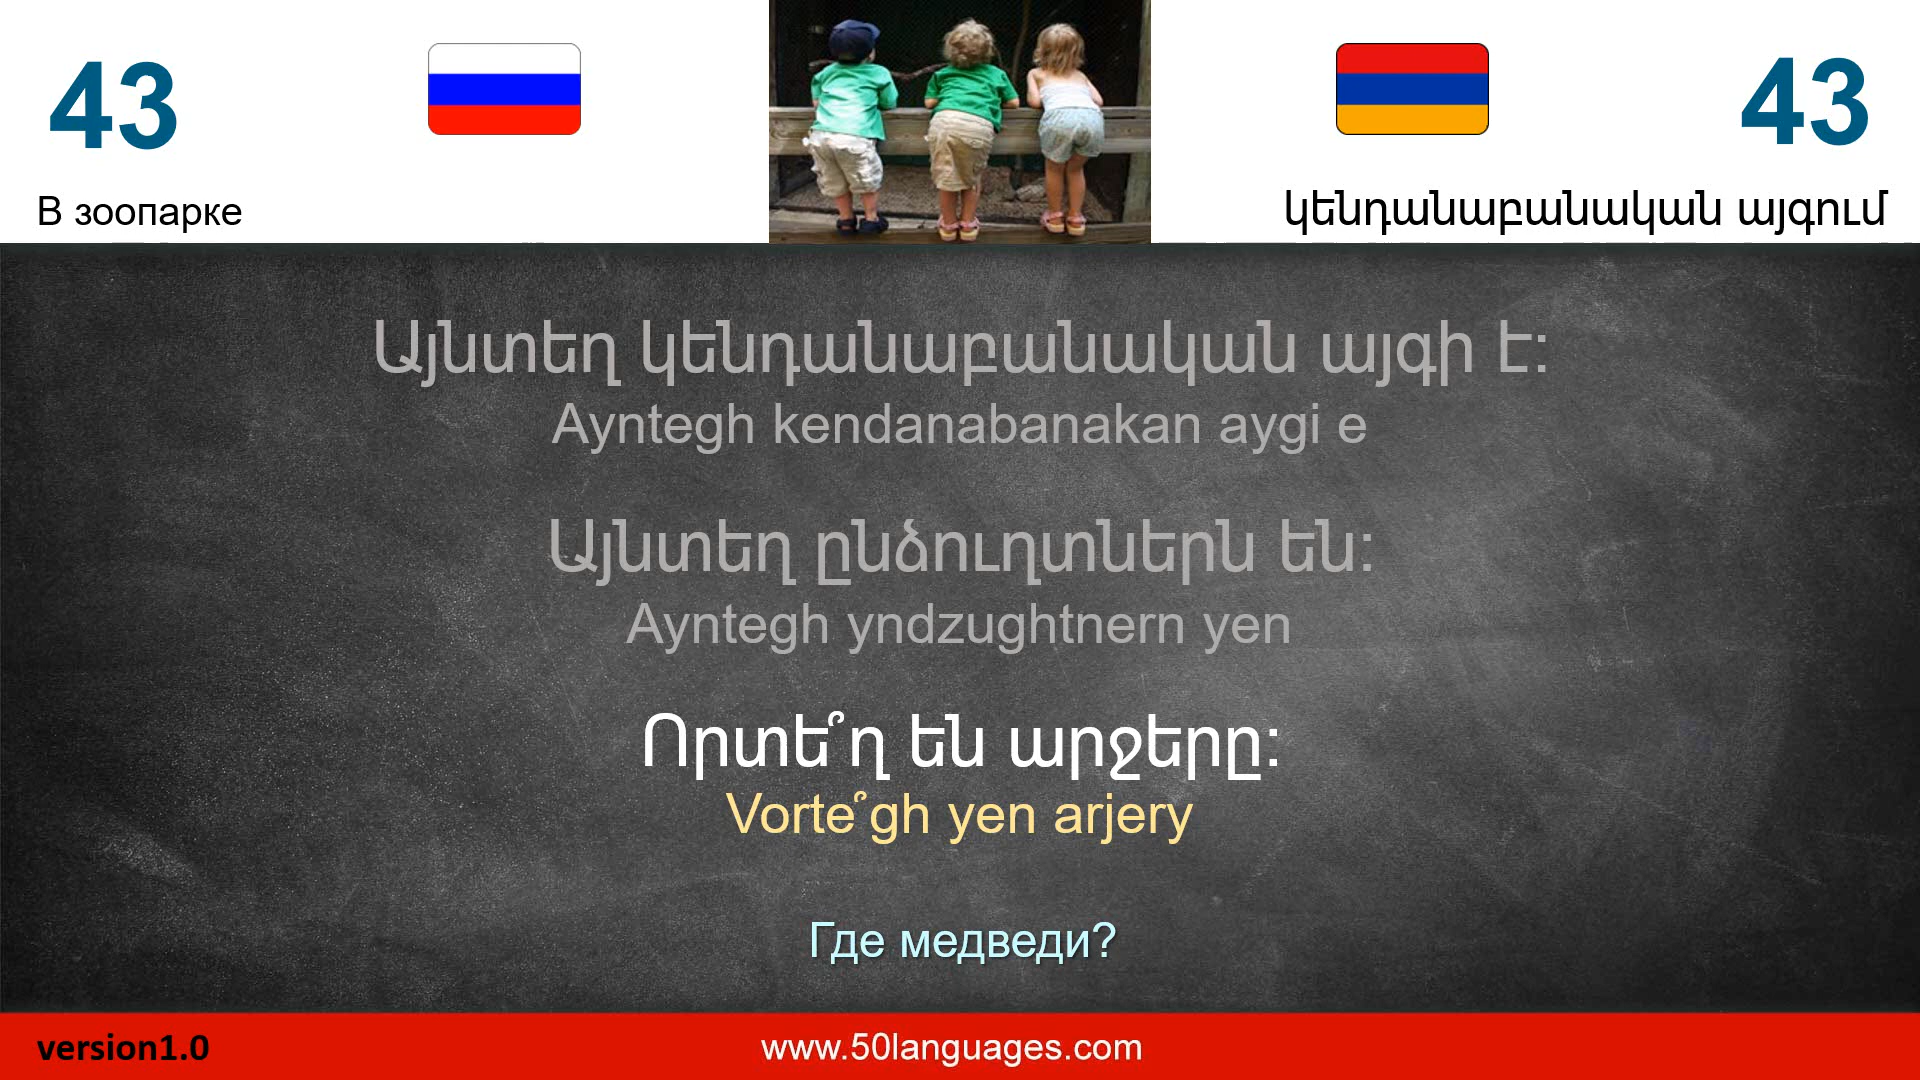 43
43
В зоопарке
կենդանաբանական այգում
Այնտեղ կենդանաբանական այգի է:
Ayntegh kendanabanakan aygi e
Այնտեղ ընձուղտներն են:
Ayntegh yndzughtnern yen
Որտե՞ղ են արջերը:
Vorte՞gh yen arjery
Где медведи?
version1.0
www.50languages.com